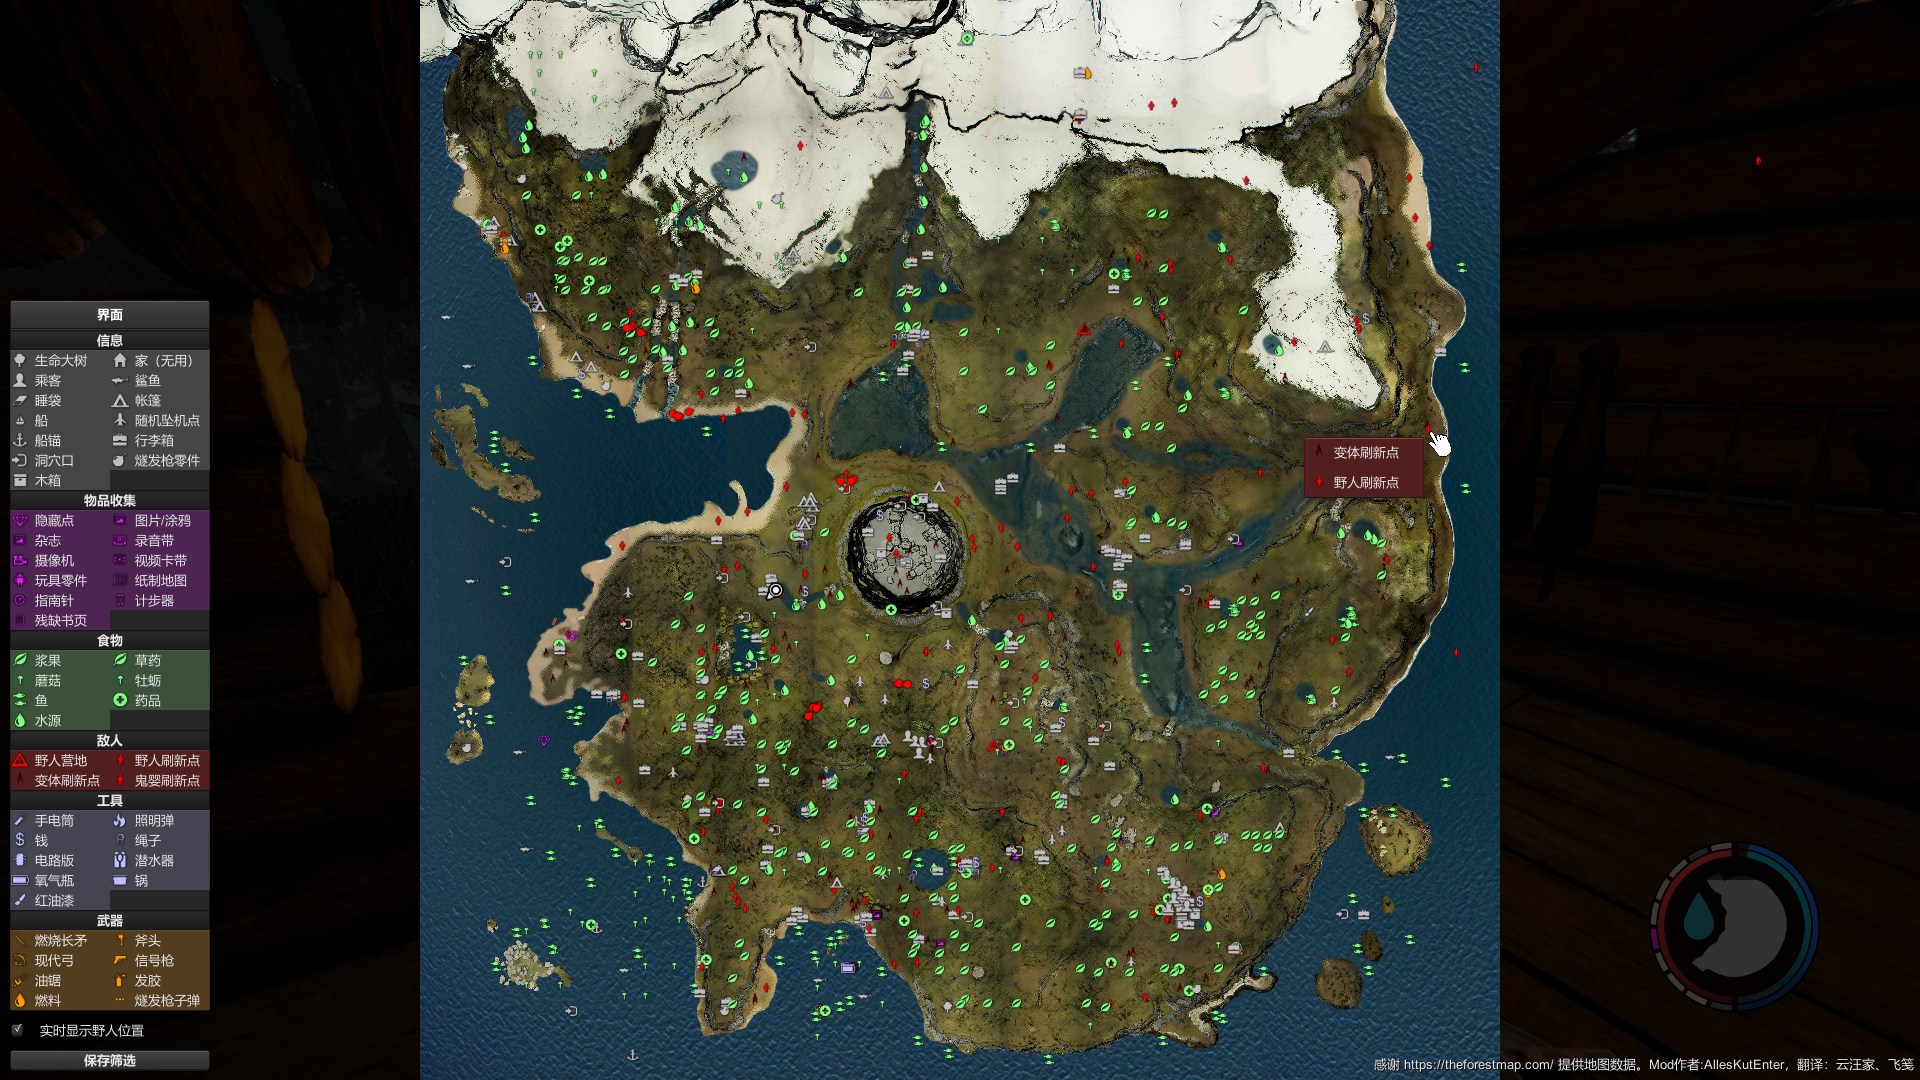 界面
信息
生命大树 家（无用）
乘客 鲨鱼
睡袋 帐篷
船 随机坠机点
船锚 行李箱
洞穴口 燧发枪零件
木箱
物品收集
隐藏点 图片/涂鸦
杂志 录音带
摄像机 视频卡带
玩具零件 纸制地图
指南针 计步器
残缺书页
食物
浆果 草药
蘑菇 牡蛎
鱼 药品
水源
敌人
野人营地 野人刷新点
变体刷新点 鬼婴刷新点
工具
手电筒 照明弹
钱 绳子
电路版 潜水器
氧气瓶 锅
红油漆
武器
燃烧长矛 斧头
现代弓 信号枪
油锯 发胶
燃料 燧发枪子弹
实时显示野人位置
保存筛选
变体刷新点
野人刷新点
感谢 https://theforestmap.com/ 提供地图数据。Mod作者:AllesKutEnter，翻译：云汪家、飞笺